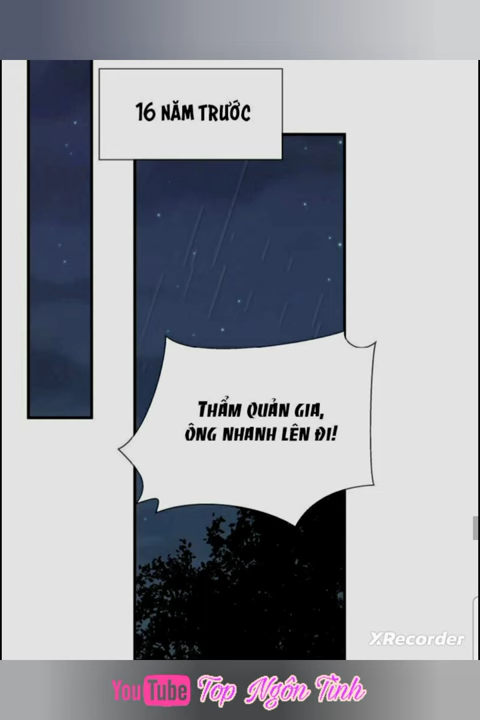 16 NĂM TRƯỚC
THẨM QUẢN GIA,
ÔNG NHANH LÊN ĐI!
XRecorder
YouTube Top Ngôn Tình